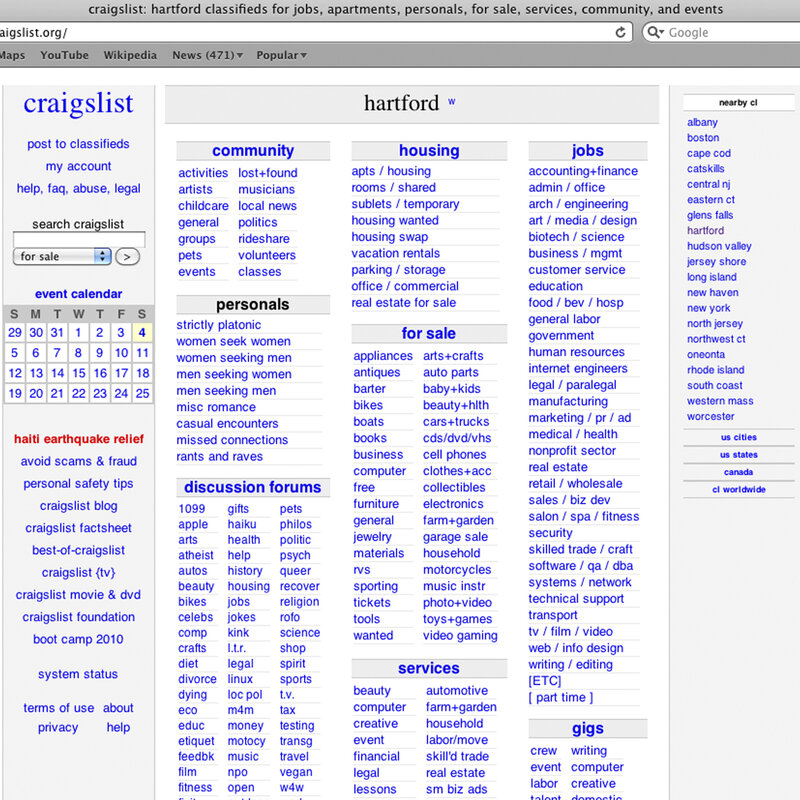 craigslist: hartford classifieds for jobs, apartments, personals, for sale, services, community, and events
aigslist.org/
Google
Maps YouTube Wikipedia News (471) Popular
craigslist
post to classifieds
my account
help, faq, abuse, legal
search craigslist
for sale >
event calendar
S M T W T F S
29 30 31 1 2 3 4
5 6 7 8 9 10 11
12 13 14 15 16 17 18
19 20 21 22 23 24 25
haiti earthquake relief
avoid scams & fraud
personal safety tips
craigslist blog
craigslist factsheet
best-of-craigslist
craigslist {tv}
craigslist movie & dvd
craigslist foundation
boot camp 2010
system status
terms of use about
privacy help
hartford w
community
activities lost+found
artists musicians
childcare local news
general politics
groups rideshare
pets volunteers
events classes
personals
strictly platonic
women seek women
women seeking men
men seeking women
men seeking men
misc romance
casual encounters
missed connections
rants and raves
discussion forums
1099 gifts pets
apple haiku philos
arts health politic
atheist help psych
autos history queer
beauty housing recover
bikes jobs religion
celebs jokes rofo
comp kink science
crafts l.t.r. shop
diet legal spirit
divorce linux sports
dying loc pol t.v.
eco m4m tax
educ money testing
etiquet motocy transg
feedbk music travel
film npo vegan
fitness open w4w
housing
apts / housing
rooms / shared
sublets / temporary
housing wanted
housing swap
vacation rentals
parking / storage
office / commercial
real estate for sale
for sale
appliances arts+crafts
antiques auto parts
barter baby+kids
bikes beauty+hlth
boats cars+trucks
books cds/dvd/vhs
business cell phones
computer clothes+acc
free collectibles
furniture electronics
general farm+garden
jewelry garage sale
materials household
rvs motorcycles
sporting music instr
tickets photo+video
tools toys+games
wanted video gaming
services
beauty automotive
computer farm+garden
creative household
event labor/move
financial skill'd trade
legal real estate
lessons sm biz ads
jobs
accounting+finance
admin / office
arch / engineering
art / media / design
biotech / science
business / mgmt
customer service
education
food / bev / hosp
general labor
government
human resources
internet engineers
legal / paralegal
manufacturing
marketing / pr / ad
medical / health
nonprofit sector
real estate
retail / wholesale
sales / biz dev
salon / spa / fitness
security
skilled trade / craft
software / qa / dba
systems / network
technical support
transport
tv / film / video
web / info design
writing / editing
[ETC]
[ part time ]
gigs
crew writing
event computer
labor creative
talent domestic
nearby cl
albany
boston
cape cod
catskills
central nj
eastern ct
glens falls
hartford
hudson valley
jersey shore
long island
new haven
new york
north jersey
northwest ct
oneonta
rhode island
south coast
western mass
worcester
us cities
us states
canada
cl worldwide